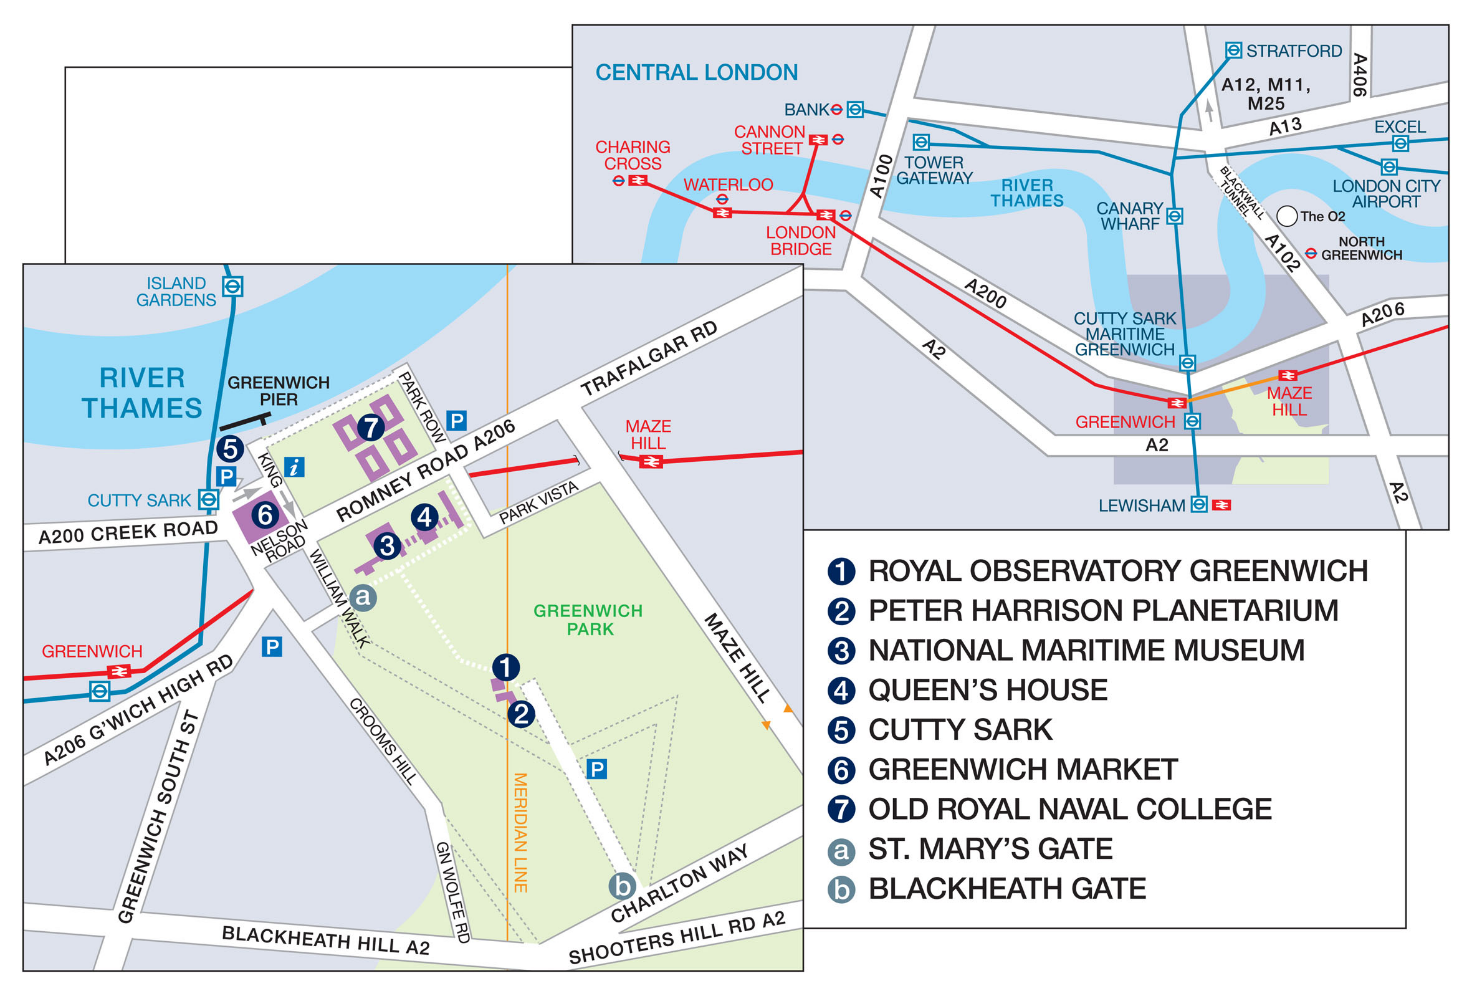 CENTRAL LONDON
STRATFORD
A12, M11,
M25
A406
A13
BANK
CANNON
STREET
CHARING
CROSS
WATERLOO
LONDON
BRIDGE
A100
TOWER
GATEWAY
RIVER
THAMES
CANARY
WHARF
BLACKWALL
TUNNEL
EXCEL
LONDON CITY
AIRPORT
The O2
NORTH
GREENWICH
A102
A200
A2
A206
CUTTY SARK
MARITIME
GREENWICH
MAZE
HILL
GREENWICH
A2
A2
LEWISHAM
ISLAND
GARDENS
RIVER
THAMES
GREENWICH
PIER
5
P
CUTTY SARK
KING
i
7
PARK ROW
P
TRAFALGAR RD
ROMNEY ROAD A206
MAZE
HILL
PARK VISTA
A200 CREEK ROAD
6
NELSON
ROAD
4
3
a
WILLIAM WALK
GREENWICH
PARK
GREENWICH
P
A206 G'WICH HIGH RD
GREENWICH SOUTH ST
CROOMS HILL
1
2
MAZE HILL
P
MERIDIAN LINE
GN WOLFE RD
b
CHARLTON WAY
BLACKHEATH HILL A2
SHOOTERS HILL RD A2
1 ROYAL OBSERVATORY GREENWICH
2 PETER HARRISON PLANETARIUM
3 NATIONAL MARITIME MUSEUM
4 QUEEN'S HOUSE
5 CUTTY SARK
6 GREENWICH MARKET
7 OLD ROYAL NAVAL COLLEGE
a ST. MARY'S GATE
b BLACKHEATH GATE